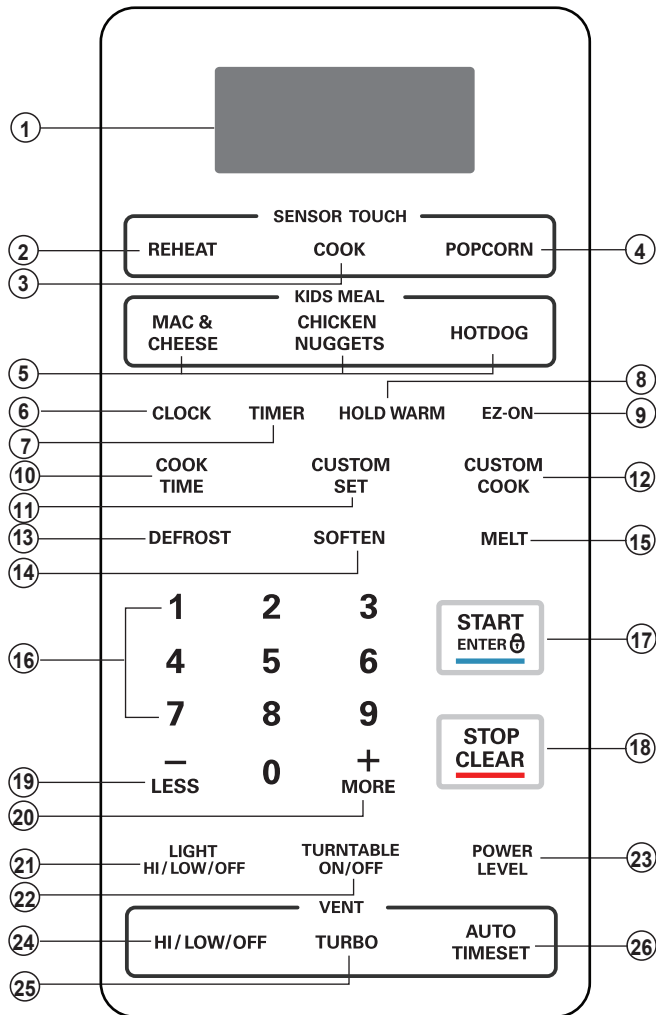 1
SENSOR TOUCH
2 REHEAT COOK POPCORN 4
3
KIDS MEAL
MAC & CHICKEN HOTDOG
CHEESE NUGGETS
5
8
6 CLOCK TIMER HOLD WARM EZ-ON 9
7
10 COOK CUSTOM CUSTOM 12
TIME SET COOK
11
13 DEFROST SOFTEN MELT 15
14
1 2 3
START
ENTER
16 4 5 6 17
7 8 9
STOP
CLEAR
18
– 0 +
19 LESS MORE
20
21 LIGHT TURNTABLE POWER 23
HI/LOW/OFF ON/OFF LEVEL
22
VENT
24 HI/LOW/OFF TURBO AUTO 26
TIMESET
25